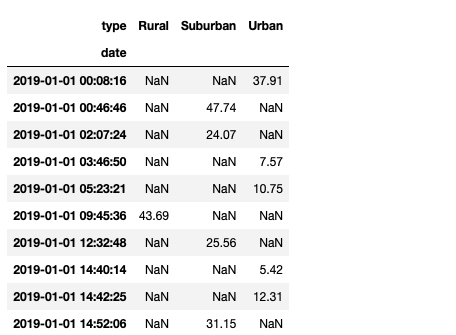 type Rural Suburban Urban
date
2019-01-01 00:08:16 NaN NaN 37.91
2019-01-01 00:46:46 NaN 47.74 NaN
2019-01-01 02:07:24 NaN 24.07 NaN
2019-01-01 03:46:50 NaN NaN 7.57
2019-01-01 05:23:21 NaN NaN 10.75
2019-01-01 09:45:36 43.69 NaN NaN
2019-01-01 12:32:48 NaN 25.56 NaN
2019-01-01 14:40:14 NaN NaN 5.42
2019-01-01 14:42:25 NaN NaN 12.31
2019-01-01 14:52:06 NaN 31.15 NaN